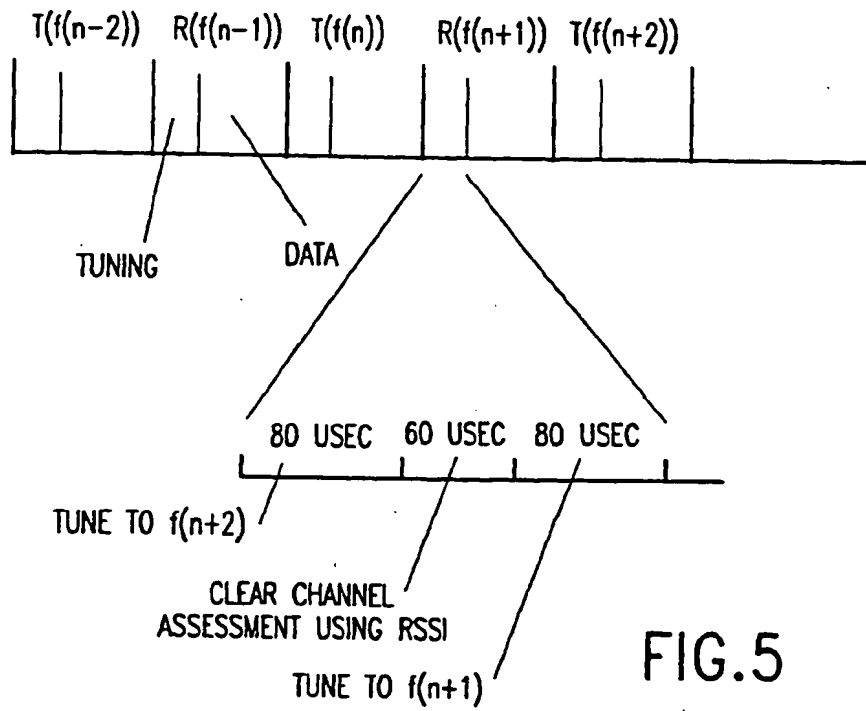 T(f(n-2)) R(f(n-1)) T(f(n)) R(f(n+1)) T(f(n+2))
TUNING
DATA
80 USEC 60 USEC 80 USEC
TUNE TO f(n+2)
CLEAR CHANNEL
ASSESSMENT USING RSSI
TUNE TO f(n+1)
FIG.5